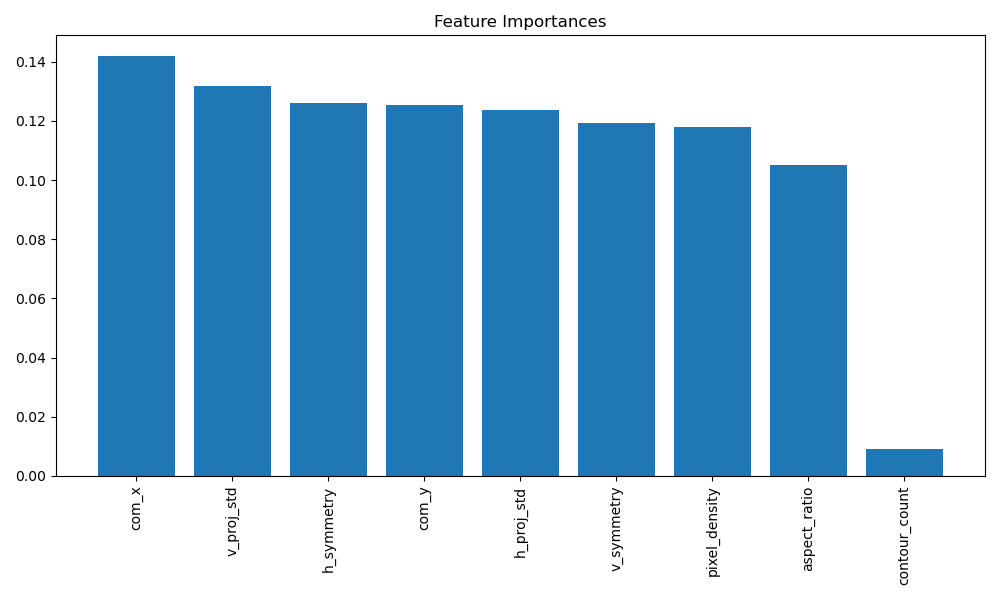 Feature Importances
0.14
0.12
0.10
0.08
0.06
0.04
0.02
0.00
com_x
v_proj_std
h_symmetry
com_y
h_proj_std
v_symmetry
pixel_density
aspect_ratio
contour_count